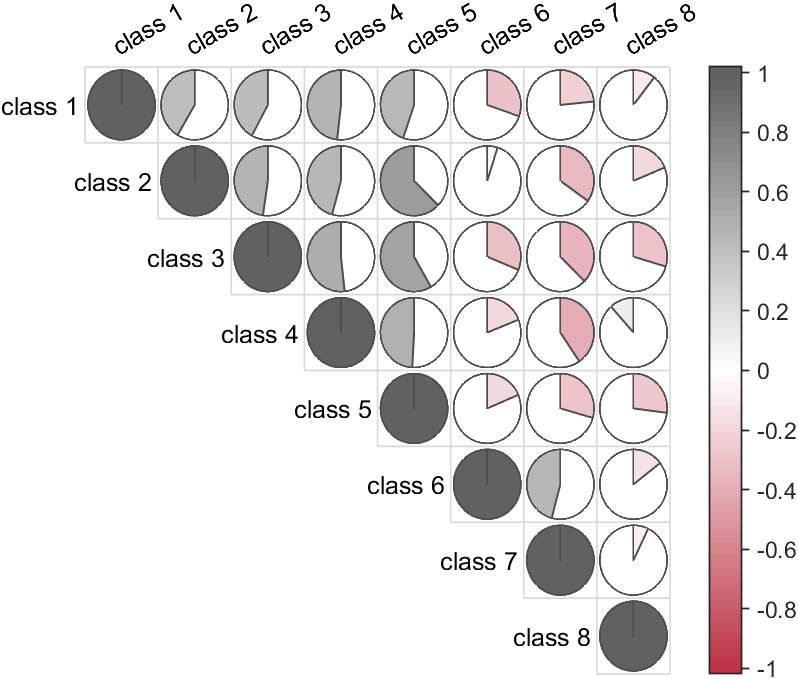 class 1
class 2
class 3
class 4
class 5
class 6
class 7
class 8
class 1
class 2
class 3
class 4
class 5
class 6
class 7
class 8
1
0.8
0.6
0.4
0.2
0
-0.2
-0.4
-0.6
-0.8
-1